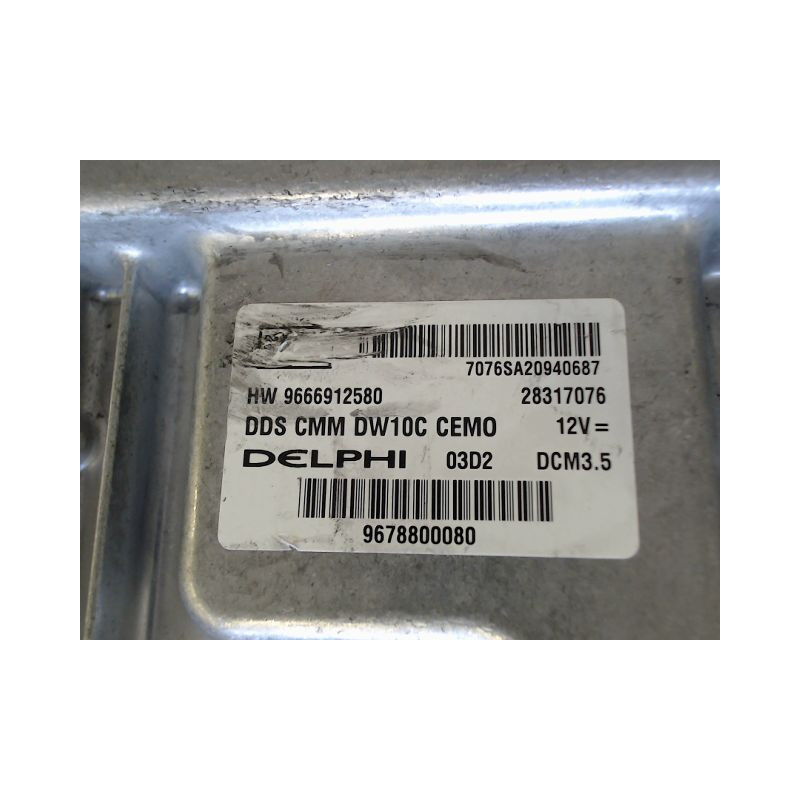 7076SA20940687
HW 9666912580 28317076
DDS CMM DW10C CEMO 12V =
DELPHI 03D2 DCM3.5
9678800080